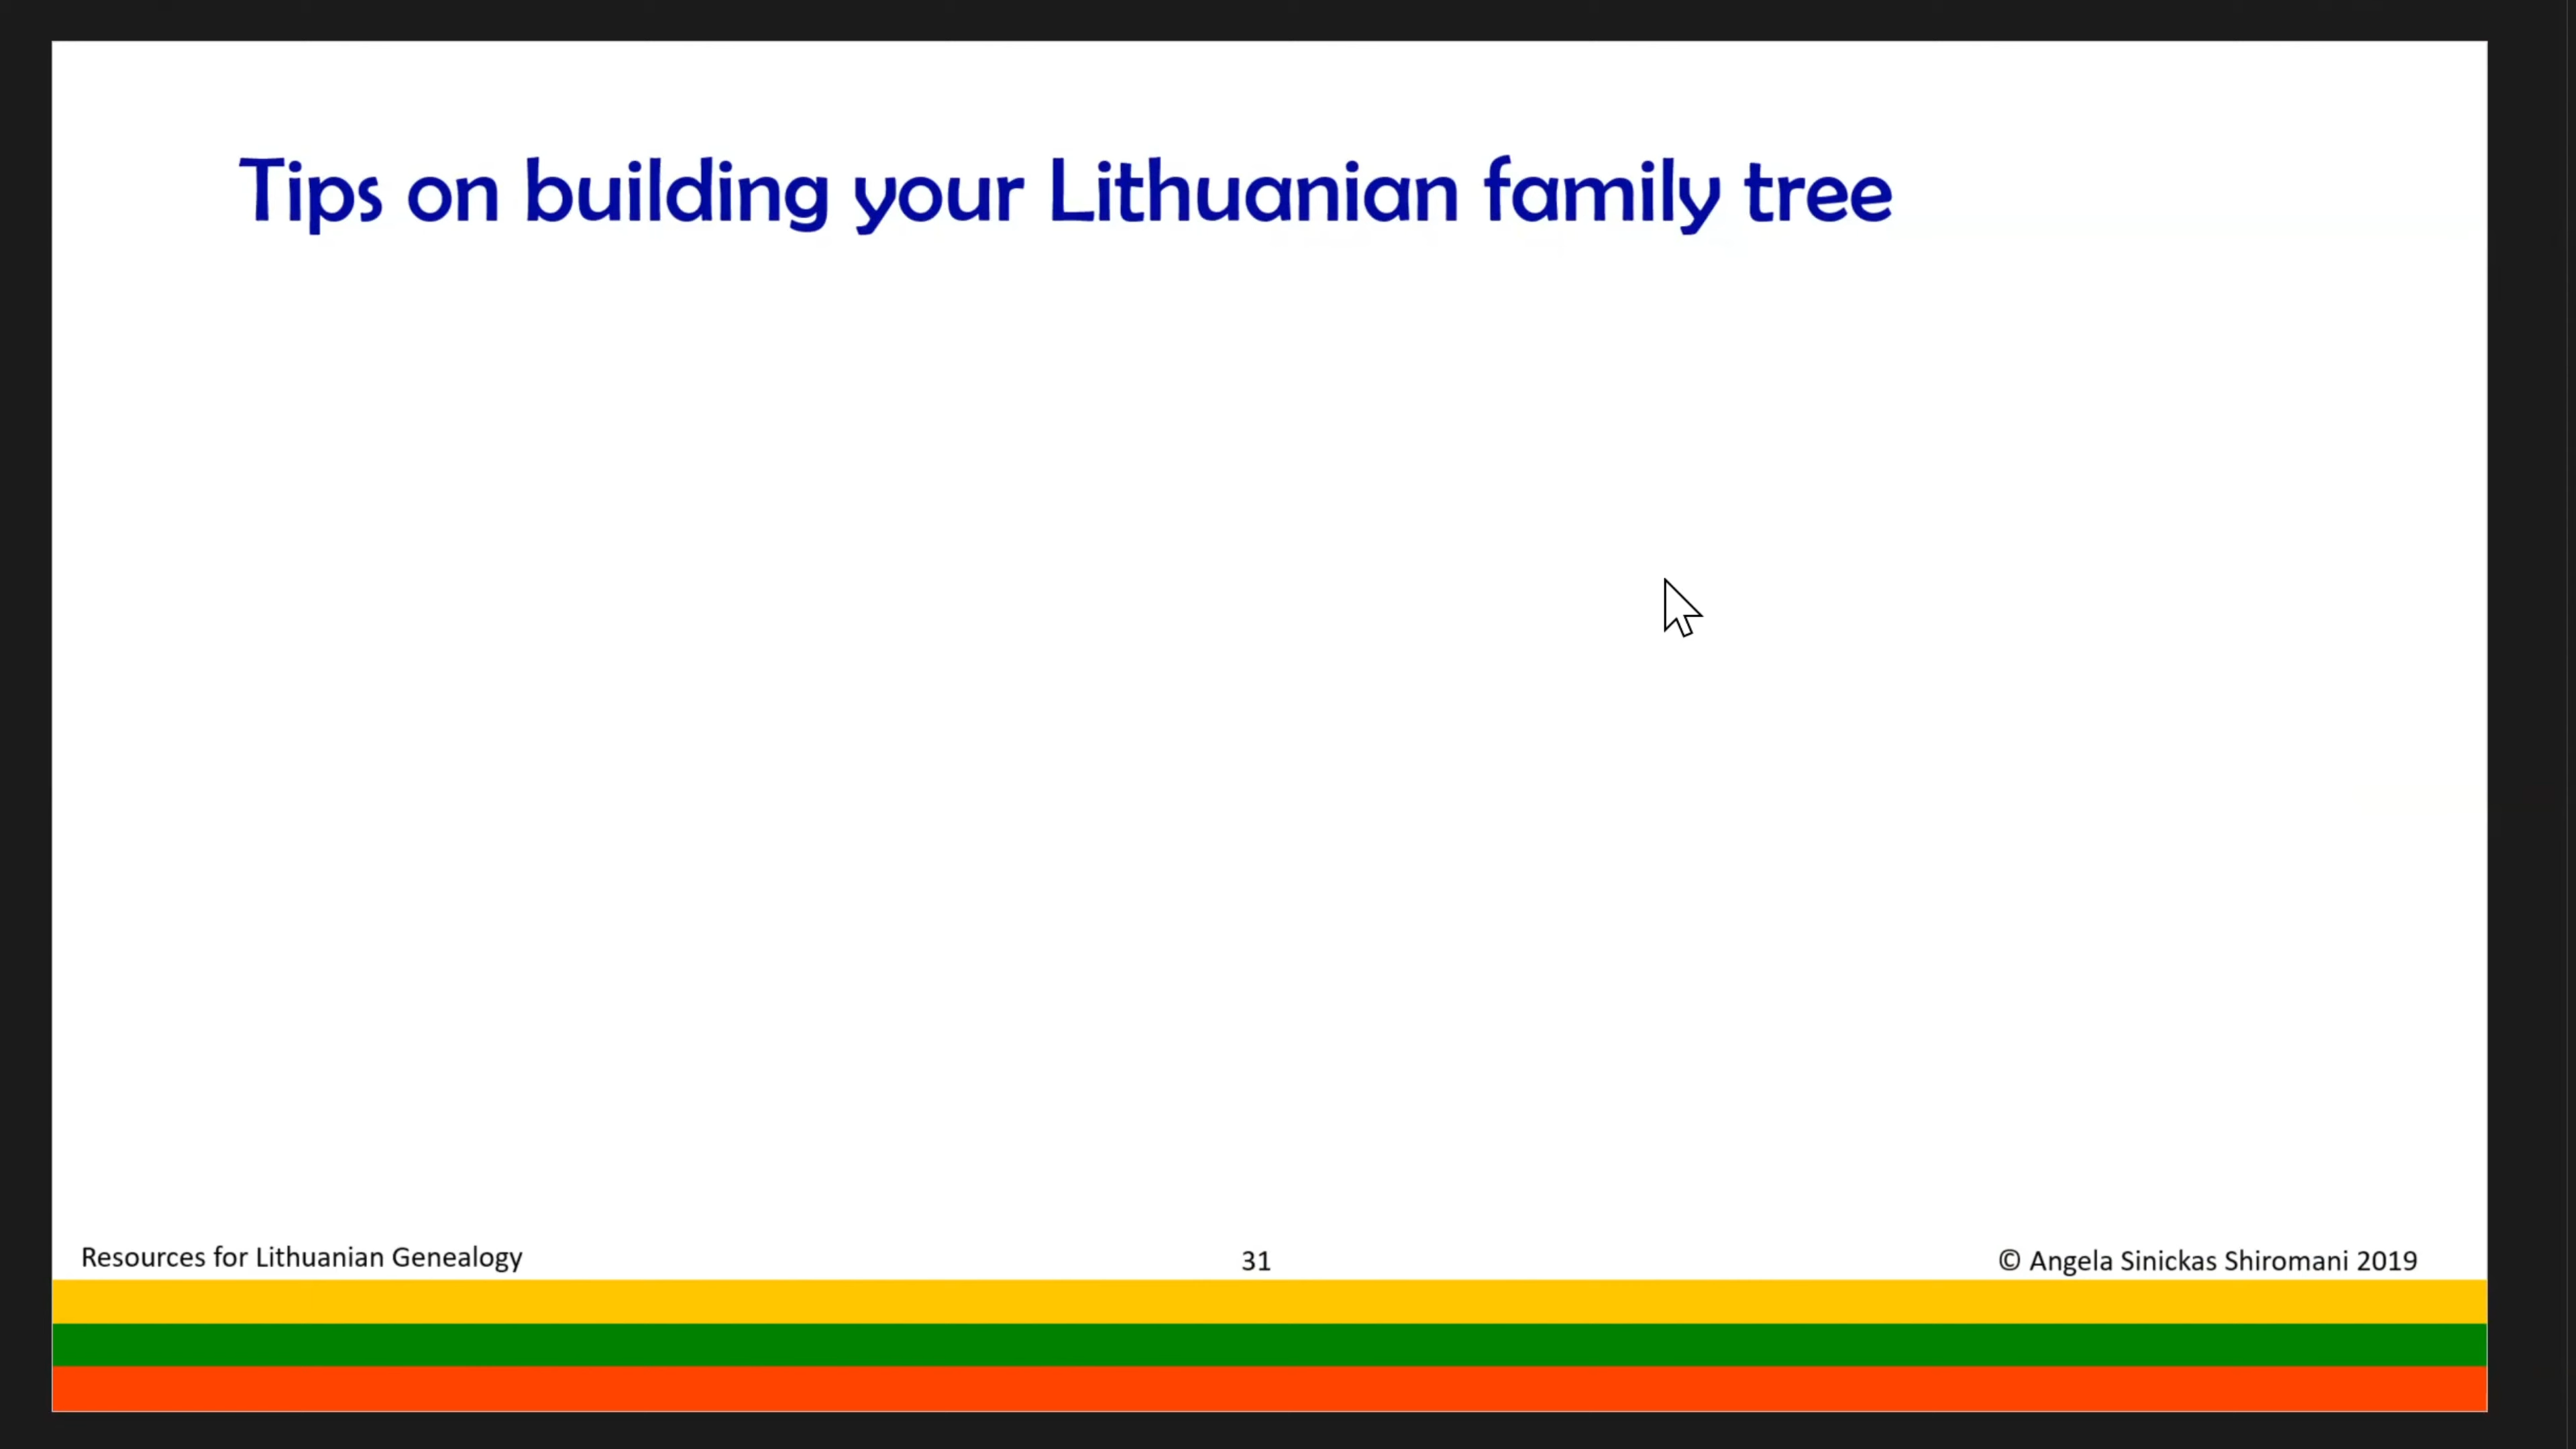 Tips on building your Lithuanian family tree
Resources for Lithuanian Genealogy
31
© Angela Sinickas Shiromani 2019